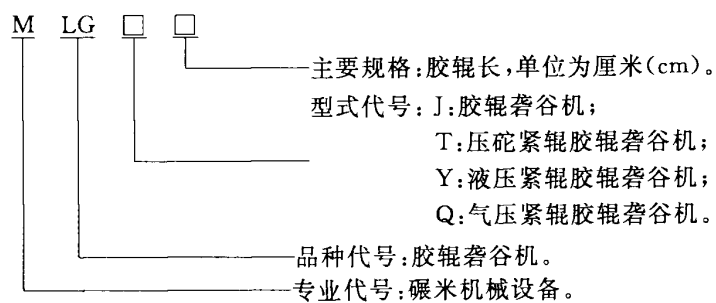 M LG □ □
主要规格:胶辊长,单位为厘米(cm)。
型式代号:J:胶辊砻谷机;
T:压砣紧辊胶辊砻谷机;
Y:液压紧辊胶辊砻谷机;
Q:气压紧辊胶辊砻谷机。
品种代号:胶辊砻谷机。
专业代号:碾米机械设备。